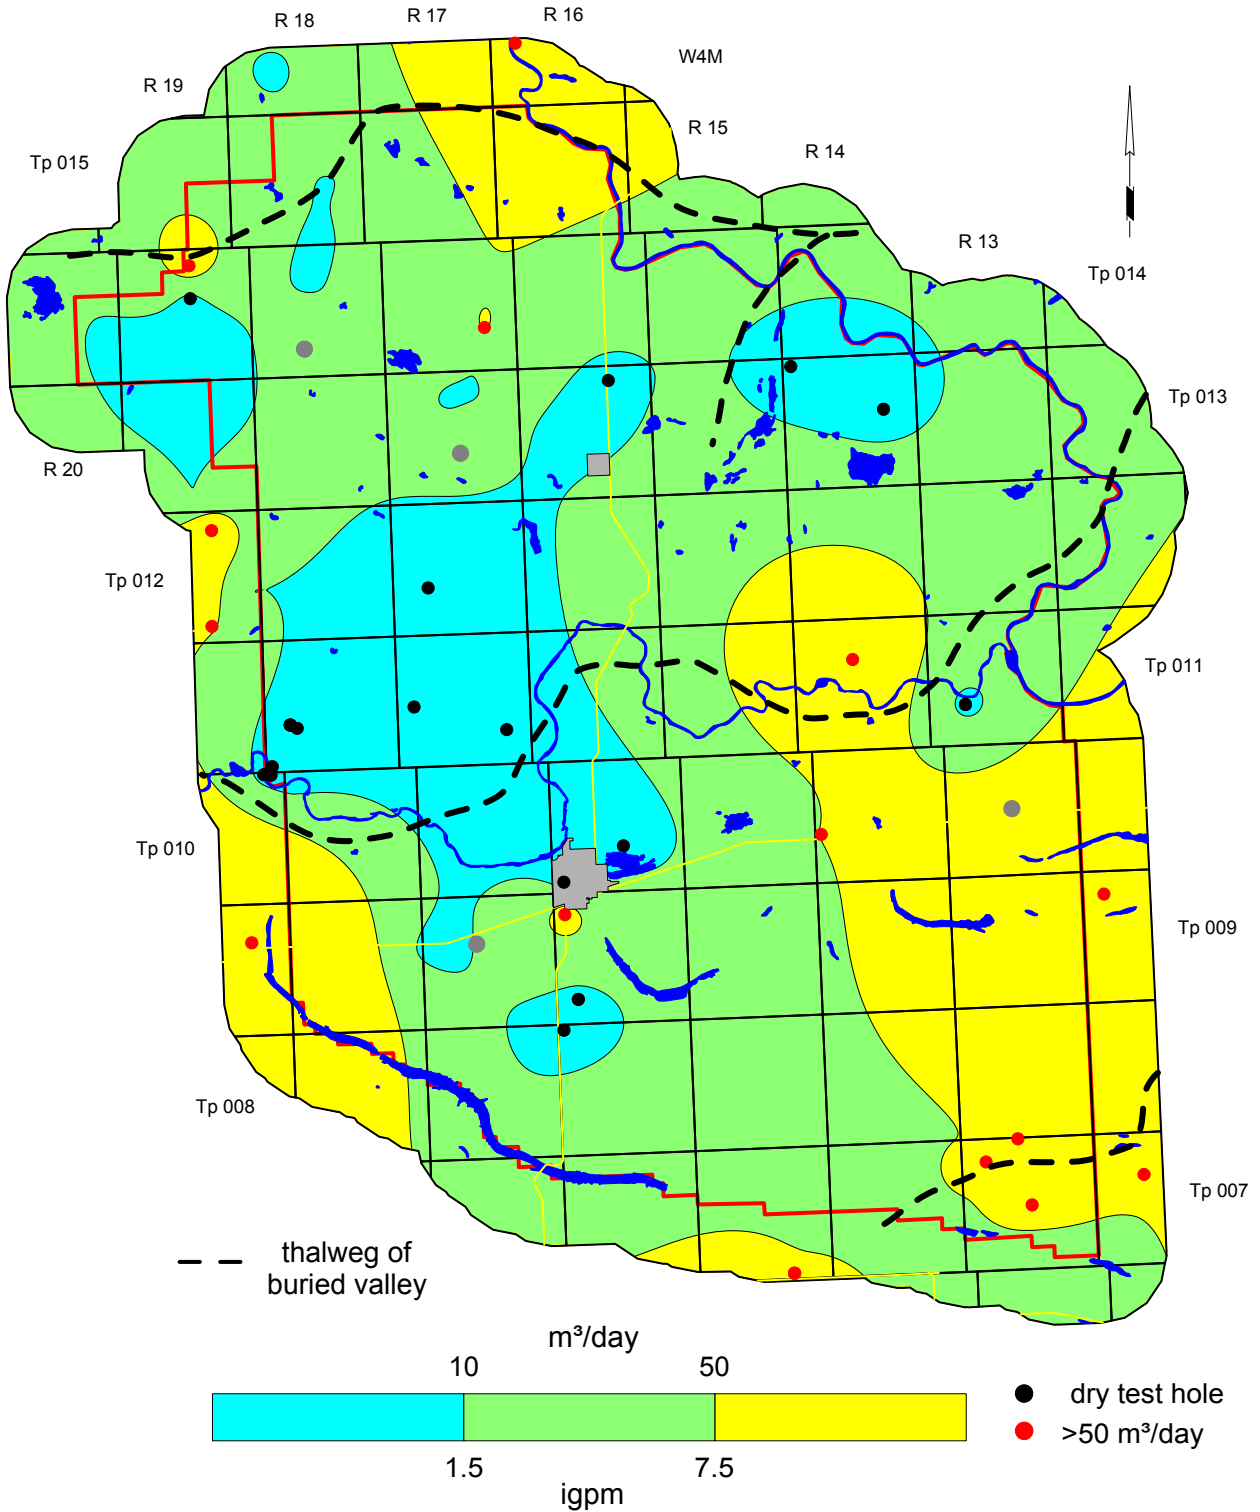 R 16
R 17
R 18
W4M
R 19
R 15
R 14
Tp 015
R 13
Tp 014
Tp 013
R 20
Tp 012
Tp 011
Tp 010
Tp 009
Tp 008
Tp 007
thalweg of
buried valley
m³/day
10 50
dry test hole
>50 m³/day
1.5 7.5
igpm